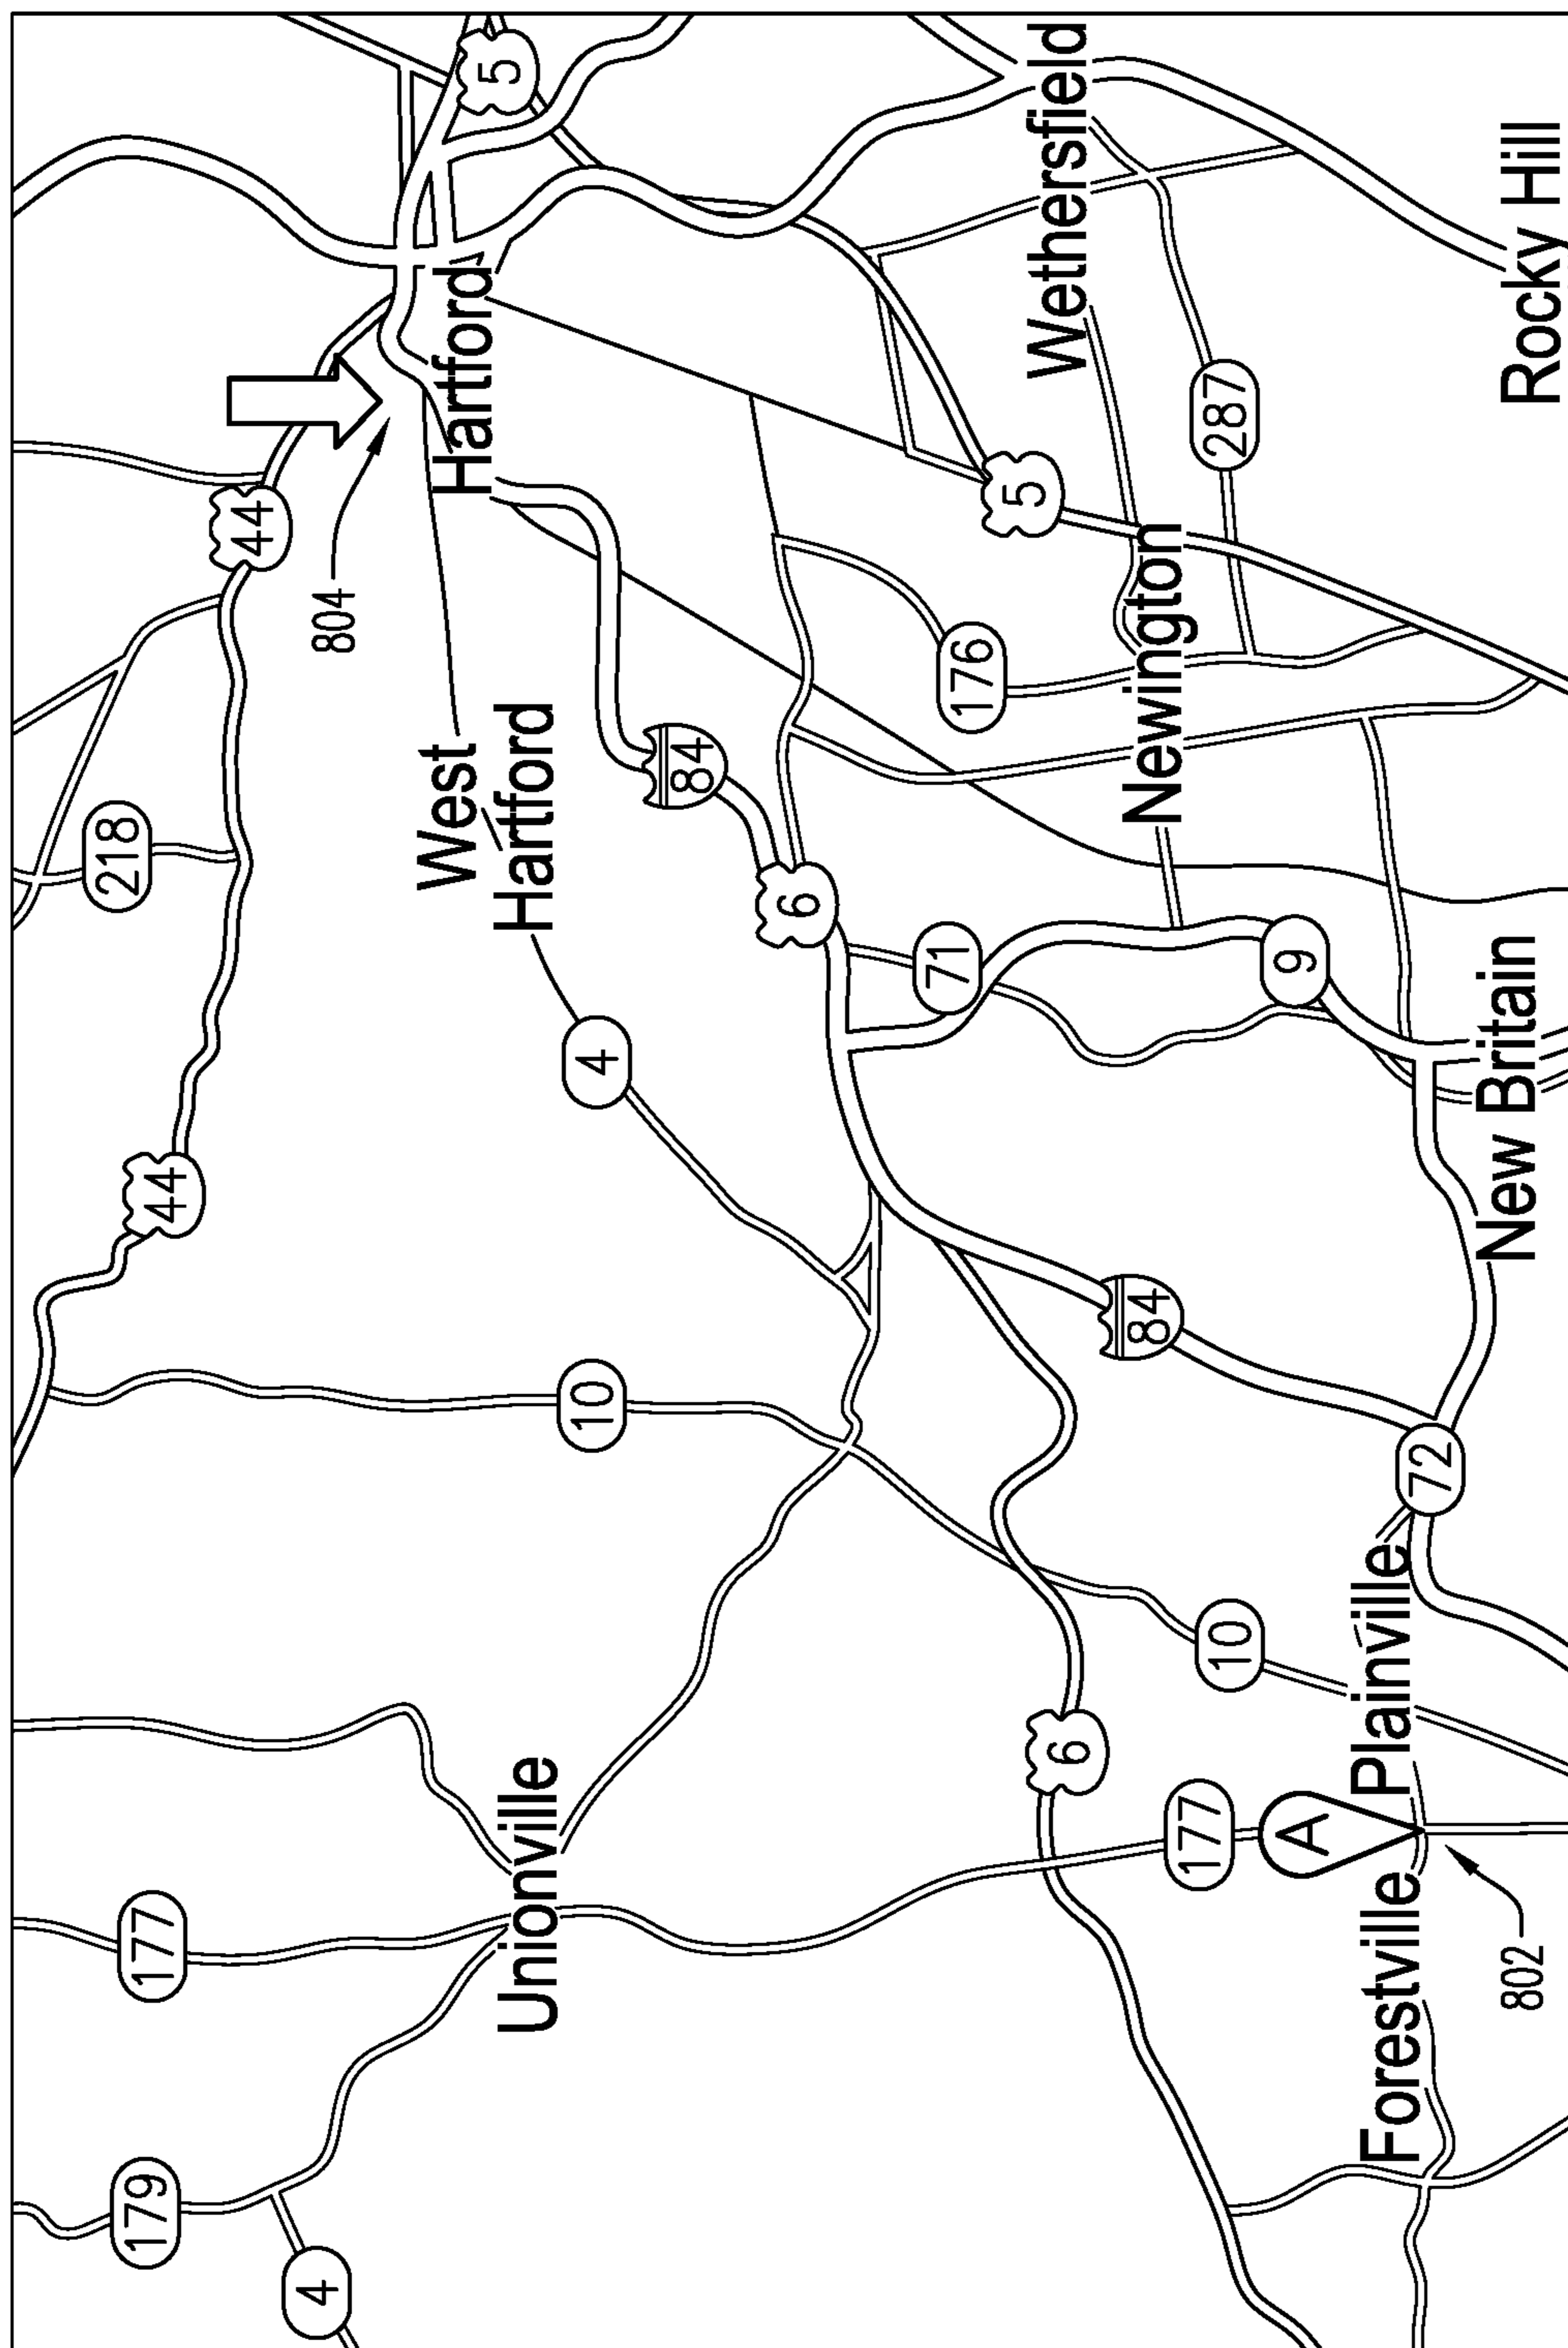 218
179
177
44
44
4
804
West
Hartford
Hartford
5
Unionville
10
4
84
6
71
176
5
Wethersfield
6
84
Newington
177
287
10
9
A
Forestville
Plainville
72
802
New Britain
Rocky Hill